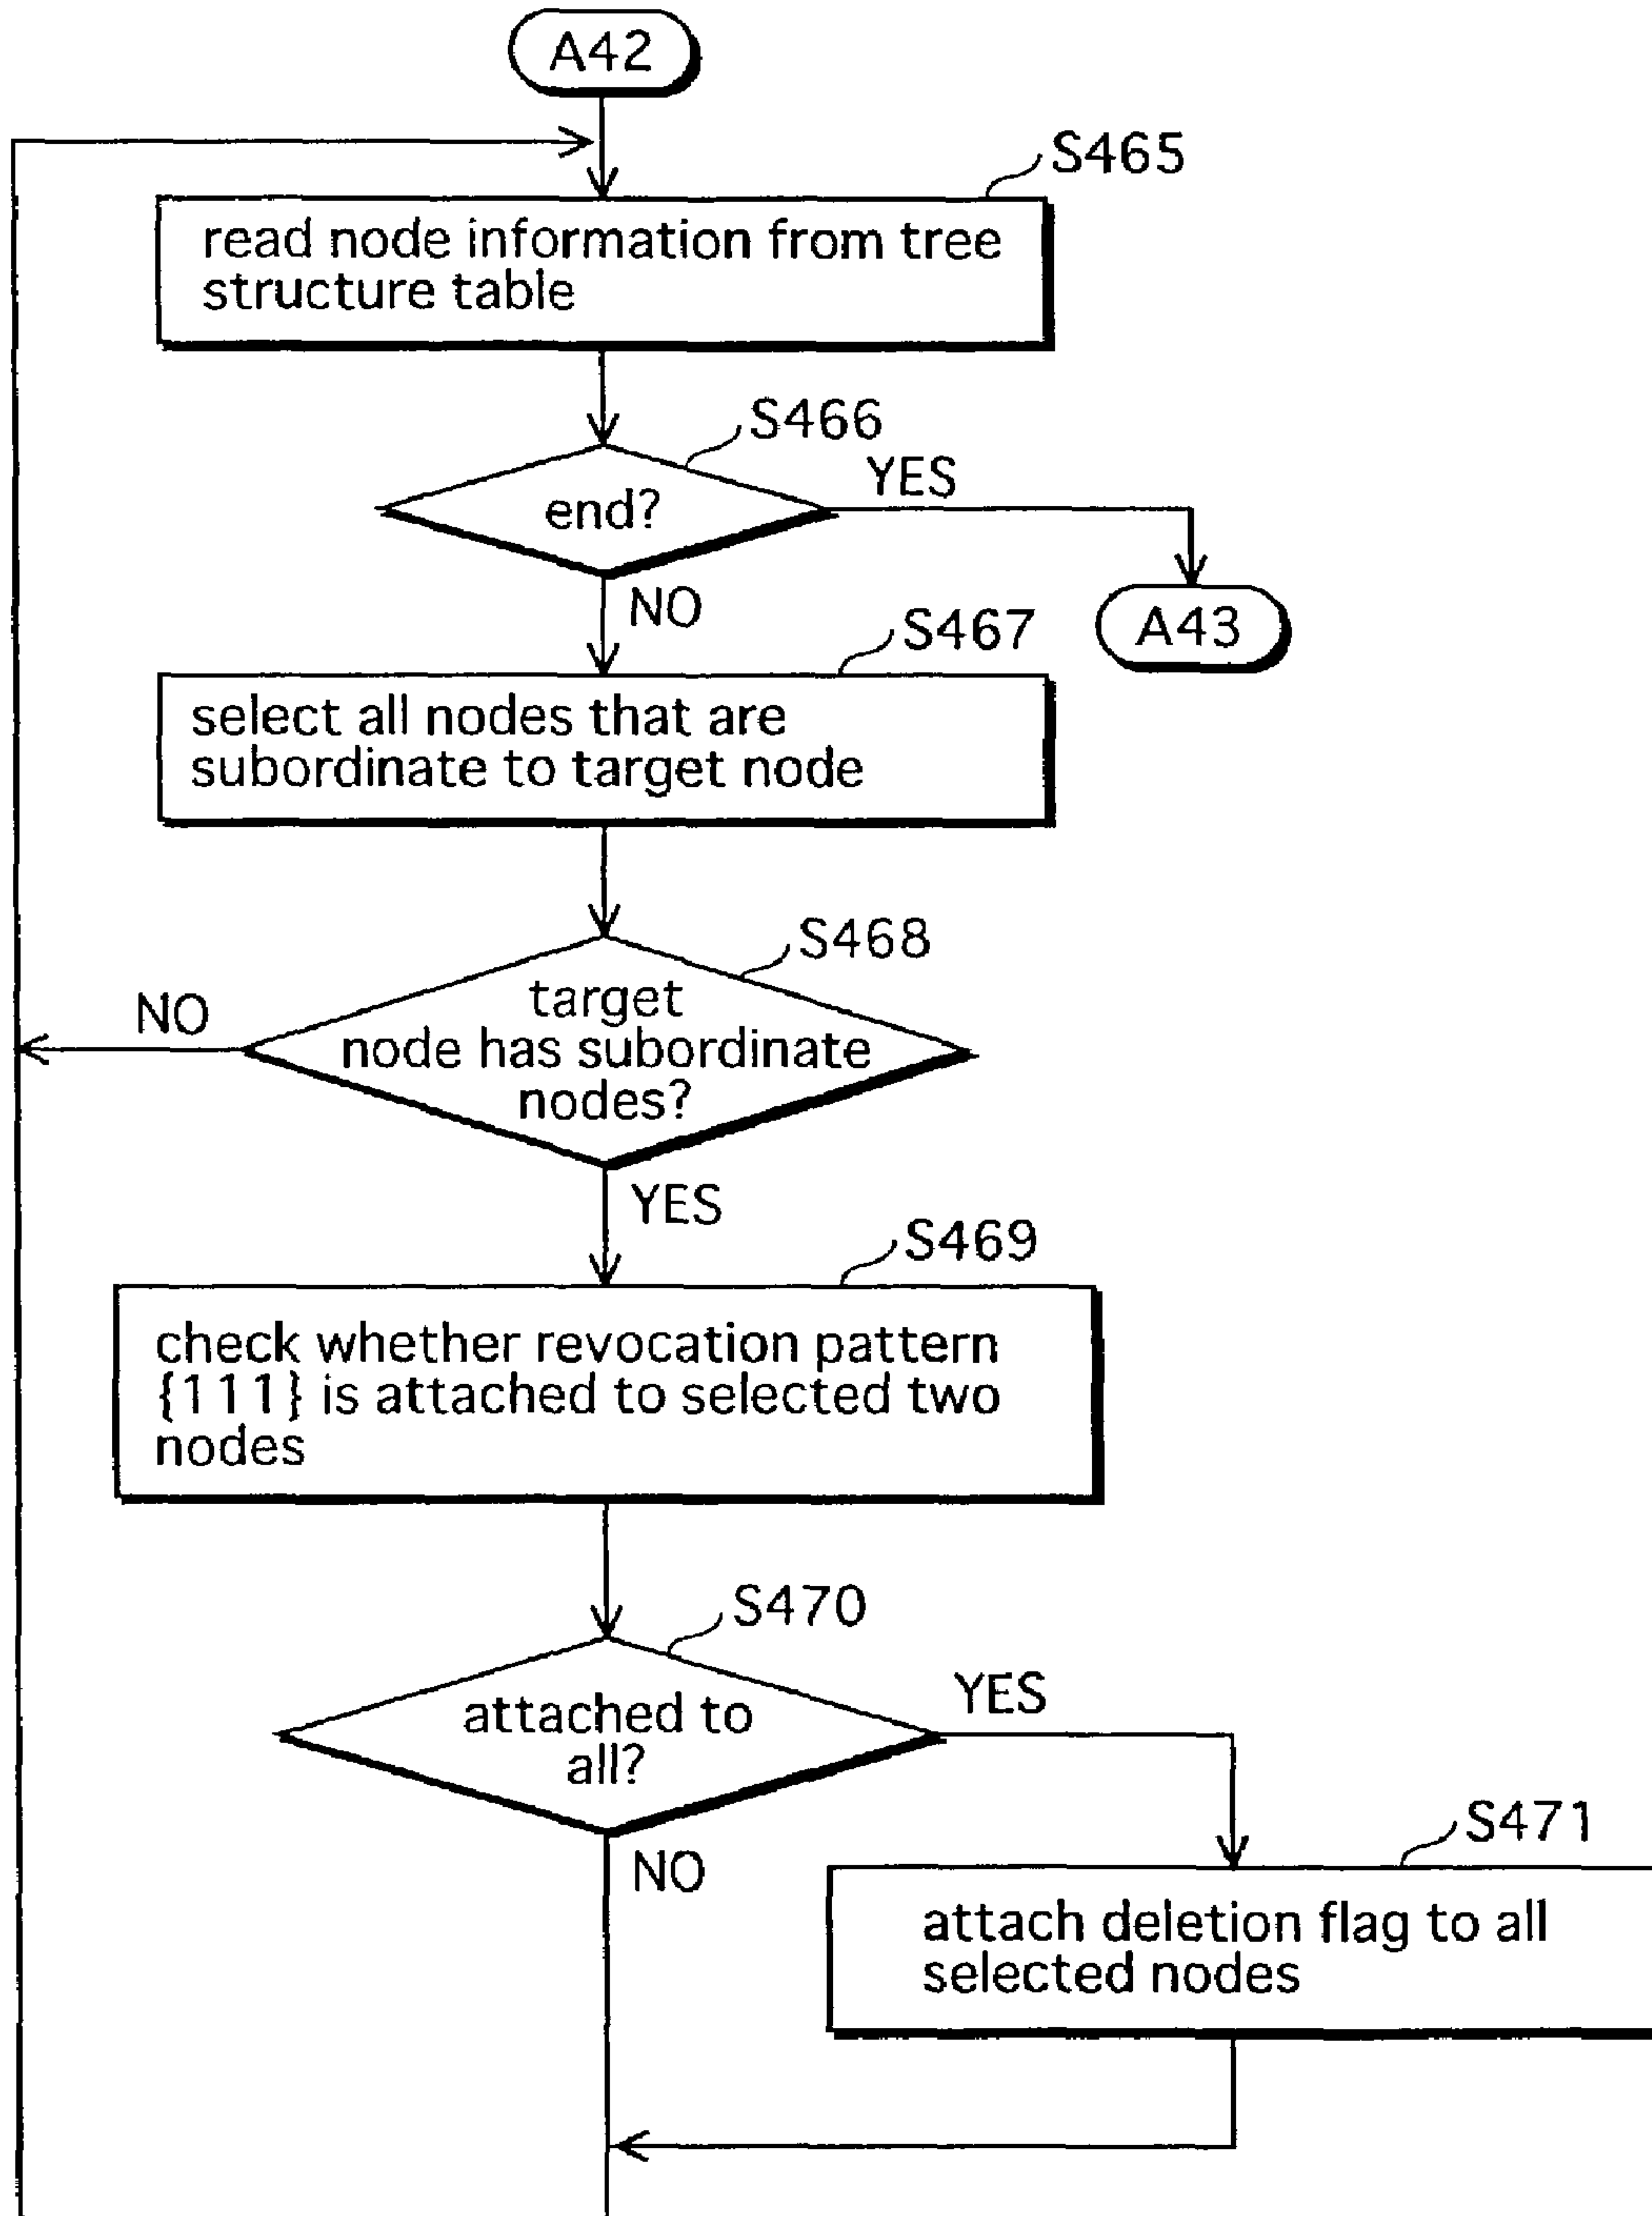 A42
S465
read node information from tree
structure table
S466
end?
YES
NO
A43
S467
select all nodes that are
subordinate to target node
S468
target
node has subordinate
nodes?
NO
YES
S469
check whether revocation pattern
{111} is attached to selected two
nodes
S470
attached to
all?
YES
NO
S471
attach deletion flag to all
selected nodes